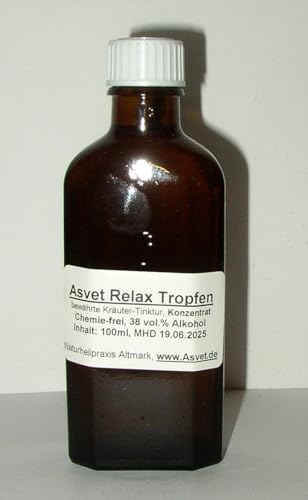 Asvet Relax Tropfen
bewährte Kräuter-Tinktur, Konzentrat
Chemie-frei, 38 vol.% Alkohol
Inhalt: 100ml, MHD 19.06.2025
Naturheilpraxis Altmark, www.Asvet.de